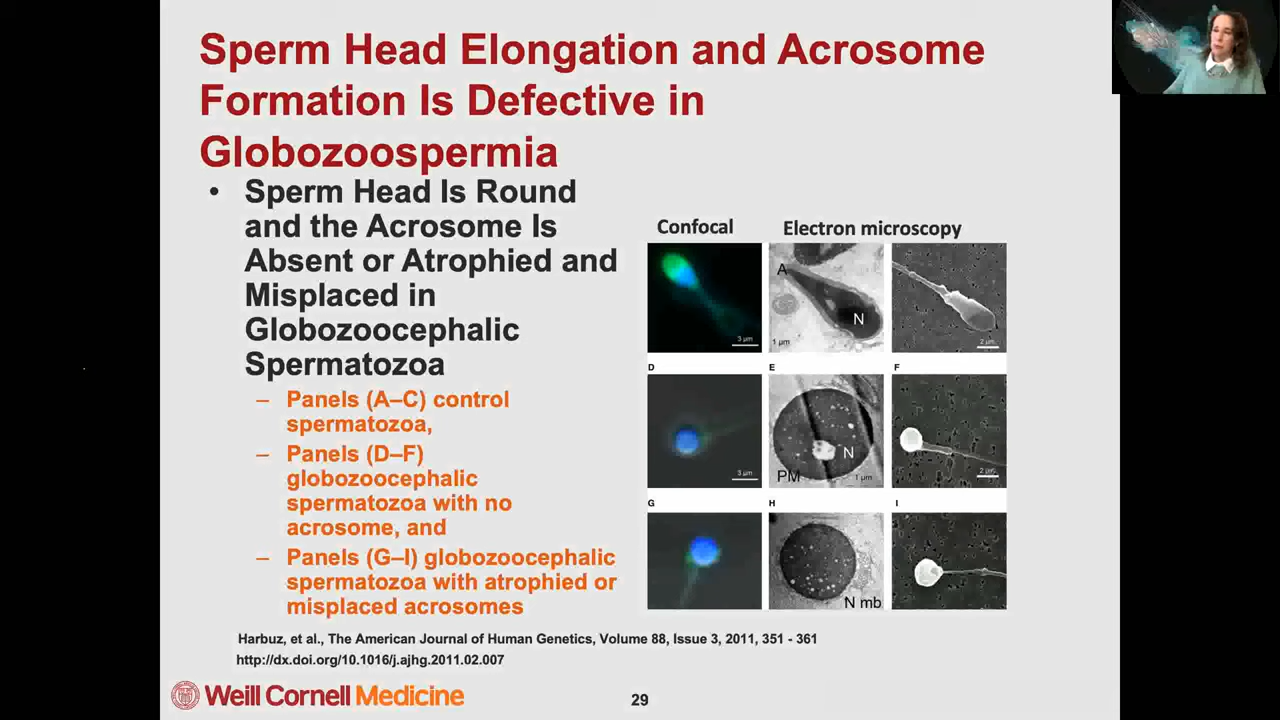 Sperm Head Elongation and Acrosome
Formation Is Defective in
Globozoospermia
• Sperm Head Is Round
and the Acrosome Is
Absent or Atrophied and
Misplaced in
Globozoocephalic
Spermatozoa
– Panels (A–C) control
spermatozoa,
– Panels (D–F)
globozoocephalic
spermatozoa with no
acrosome, and
– Panels (G–I) globozoocephalic
spermatozoa with atrophied or
misplaced acrosomes
Confocal Electron microscopy
A
N
3 µm 1 µm 2 µm
D E F
N
PM
3 µm 1 µm 2 µm
G H I
N mb
Harbuz, et al., The American Journal of Human Genetics, Volume 88, Issue 3, 2011, 351 - 361
http://dx.doi.org/10.1016/j.ajhg.2011.02.007
Weill Cornell Medicine
29